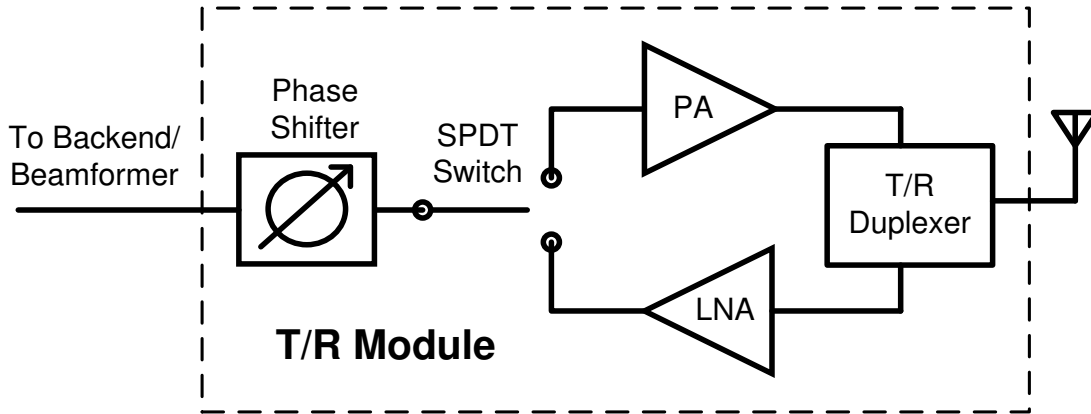 To Backend/
Beamformer
Phase
Shifter
SPDT
Switch
PA
LNA
T/R
Duplexer
T/R Module